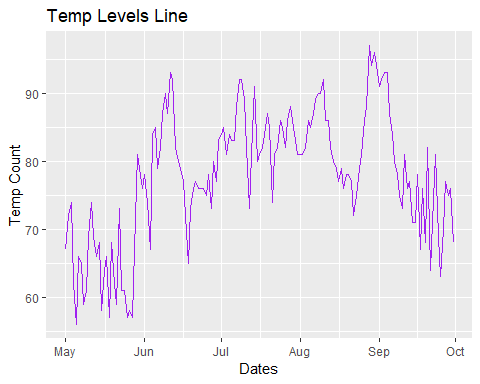 Temp Levels Line
Temp Count
90
80
70
60
May Jun Jul Aug Sep Oct
Dates